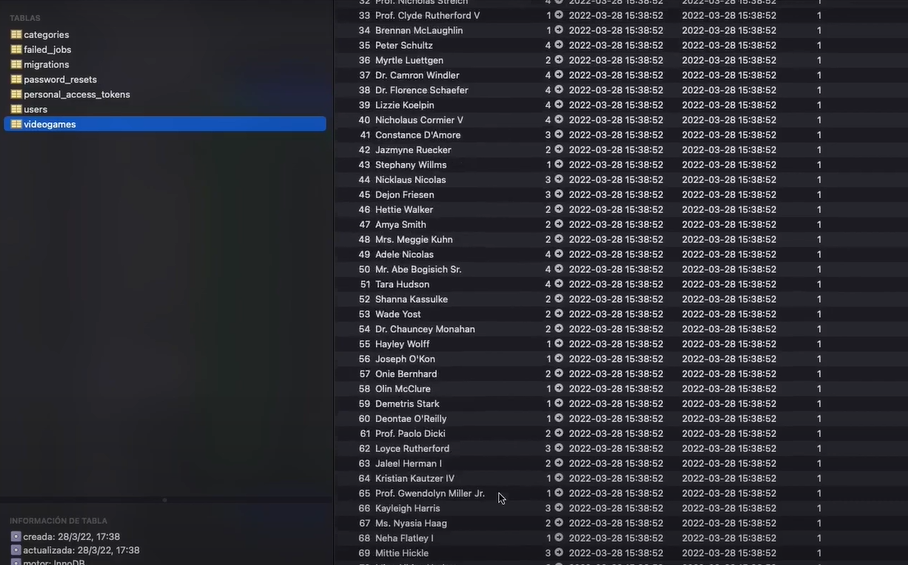 TABLAS
categories
failed_jobs
migrations
password_resets
personal_access_tokens
users
videogames
INFORMACIÓN DE TABLA
creada: 28/3/22, 17:38
actualizada: 28/3/22, 17:38
motor: InnoDB
32 Prof. Nicholas Streich 4 2022-03-28 15:38:52 2022-03-28 15:38:52 1
33 Prof. Clyde Rutherford V 1 2022-03-28 15:38:52 2022-03-28 15:38:52 1
34 Brennan McLaughlin 1 2022-03-28 15:38:52 2022-03-28 15:38:52 1
35 Peter Schultz 4 2022-03-28 15:38:52 2022-03-28 15:38:52 1
36 Myrtle Luettgen 2 2022-03-28 15:38:52 2022-03-28 15:38:52 1
37 Dr. Camron Windler 4 2022-03-28 15:38:52 2022-03-28 15:38:52 1
38 Dr. Florence Schaefer 4 2022-03-28 15:38:52 2022-03-28 15:38:52 1
39 Lizzie Koelpin 4 2022-03-28 15:38:52 2022-03-28 15:38:52 1
40 Nicholaus Cormier V 4 2022-03-28 15:38:52 2022-03-28 15:38:52 1
41 Constance D'Amore 3 2022-03-28 15:38:52 2022-03-28 15:38:52 1
42 Jazmyne Ruecker 2 2022-03-28 15:38:52 2022-03-28 15:38:52 1
43 Stephany Willms 1 2022-03-28 15:38:52 2022-03-28 15:38:52 1
44 Nicklaus Nicolas 3 2022-03-28 15:38:52 2022-03-28 15:38:52 1
45 Dejon Friesen 3 2022-03-28 15:38:52 2022-03-28 15:38:52 1
46 Hettie Walker 2 2022-03-28 15:38:52 2022-03-28 15:38:52 1
47 Amya Smith 2 2022-03-28 15:38:52 2022-03-28 15:38:52 1
48 Mrs. Meggie Kuhn 2 2022-03-28 15:38:52 2022-03-28 15:38:52 1
49 Adele Nicolas 4 2022-03-28 15:38:52 2022-03-28 15:38:52 1
50 Mr. Abe Bogisich Sr. 4 2022-03-28 15:38:52 2022-03-28 15:38:52 1
51 Tara Hudson 4 2022-03-28 15:38:52 2022-03-28 15:38:52 1
52 Shanna Kassulke 2 2022-03-28 15:38:52 2022-03-28 15:38:52 1
53 Wade Yost 2 2022-03-28 15:38:52 2022-03-28 15:38:52 1
54 Dr. Chauncey Monahan 2 2022-03-28 15:38:52 2022-03-28 15:38:52 1
55 Hayley Wolff 1 2022-03-28 15:38:52 2022-03-28 15:38:52 1
56 Joseph O'Kon 1 2022-03-28 15:38:52 2022-03-28 15:38:52 1
57 Onie Bernhard 2 2022-03-28 15:38:52 2022-03-28 15:38:52 1
58 Olin McClure 1 2022-03-28 15:38:52 2022-03-28 15:38:52 1
59 Demetris Stark 1 2022-03-28 15:38:52 2022-03-28 15:38:52 1
60 Deontae O'Reilly 1 2022-03-28 15:38:52 2022-03-28 15:38:52 1
61 Prof. Paolo Dicki 2 2022-03-28 15:38:52 2022-03-28 15:38:52 1
62 Loyce Rutherford 3 2022-03-28 15:38:52 2022-03-28 15:38:52 1
63 Jaleel Herman I 2 2022-03-28 15:38:52 2022-03-28 15:38:52 1
64 Kristian Kautzer IV 1 2022-03-28 15:38:52 2022-03-28 15:38:52 1
65 Prof. Gwendolyn Miller Jr. 1 2022-03-28 15:38:52 2022-03-28 15:38:52 1
66 Kayleigh Harris 3 2022-03-28 15:38:52 2022-03-28 15:38:52 1
67 Ms. Nyasia Haag 2 2022-03-28 15:38:52 2022-03-28 15:38:52 1
68 Neha Flatley I 1 2022-03-28 15:38:52 2022-03-28 15:38:52 1
69 Mittie Hickle 3 2022-03-28 15:38:52 2022-03-28 15:38:52 1